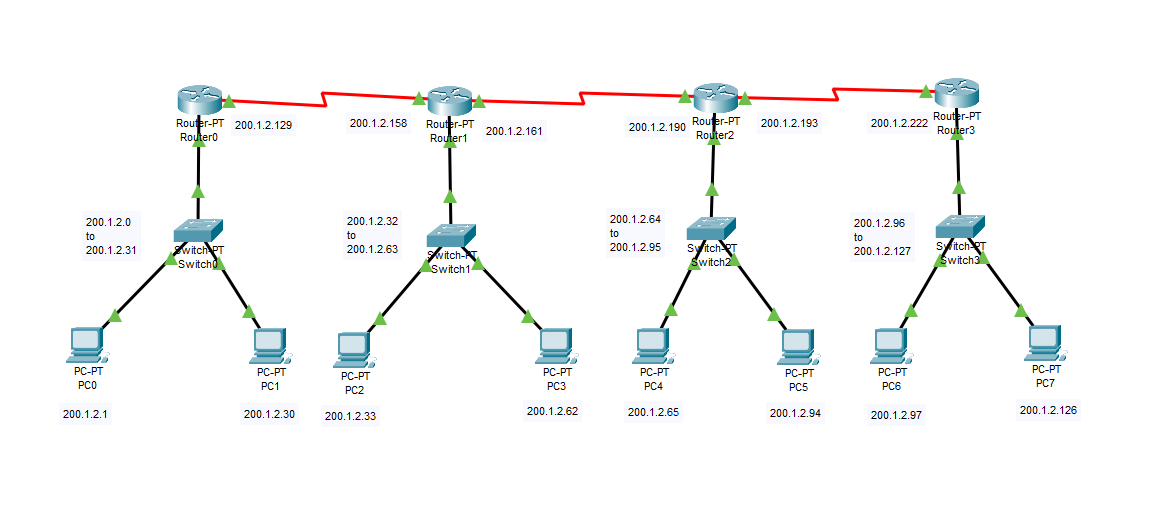 Router-PT
Router0
200.1.2.129
200.1.2.158
Router-PT
Router1
200.1.2.161
200.1.2.190
Router-PT
Router2
200.1.2.193
200.1.2.222
Router-PT
Router3
200.1.2.0
to
200.1.2.31
Switch-PT
Switch0
200.1.2.32
to
200.1.2.63
Switch-PT
Switch1
200.1.2.64
to
200.1.2.95
Switch-PT
Switch2
200.1.2.96
to
200.1.2.127
Switch-PT
Switch3
PC-PT
PC0
200.1.2.1
PC-PT
PC1
200.1.2.30
PC-PT
PC2
200.1.2.33
PC-PT
PC3
200.1.2.62
PC-PT
PC4
200.1.2.65
PC-PT
PC5
200.1.2.94
PC-PT
PC6
200.1.2.97
PC-PT
PC7
200.1.2.126